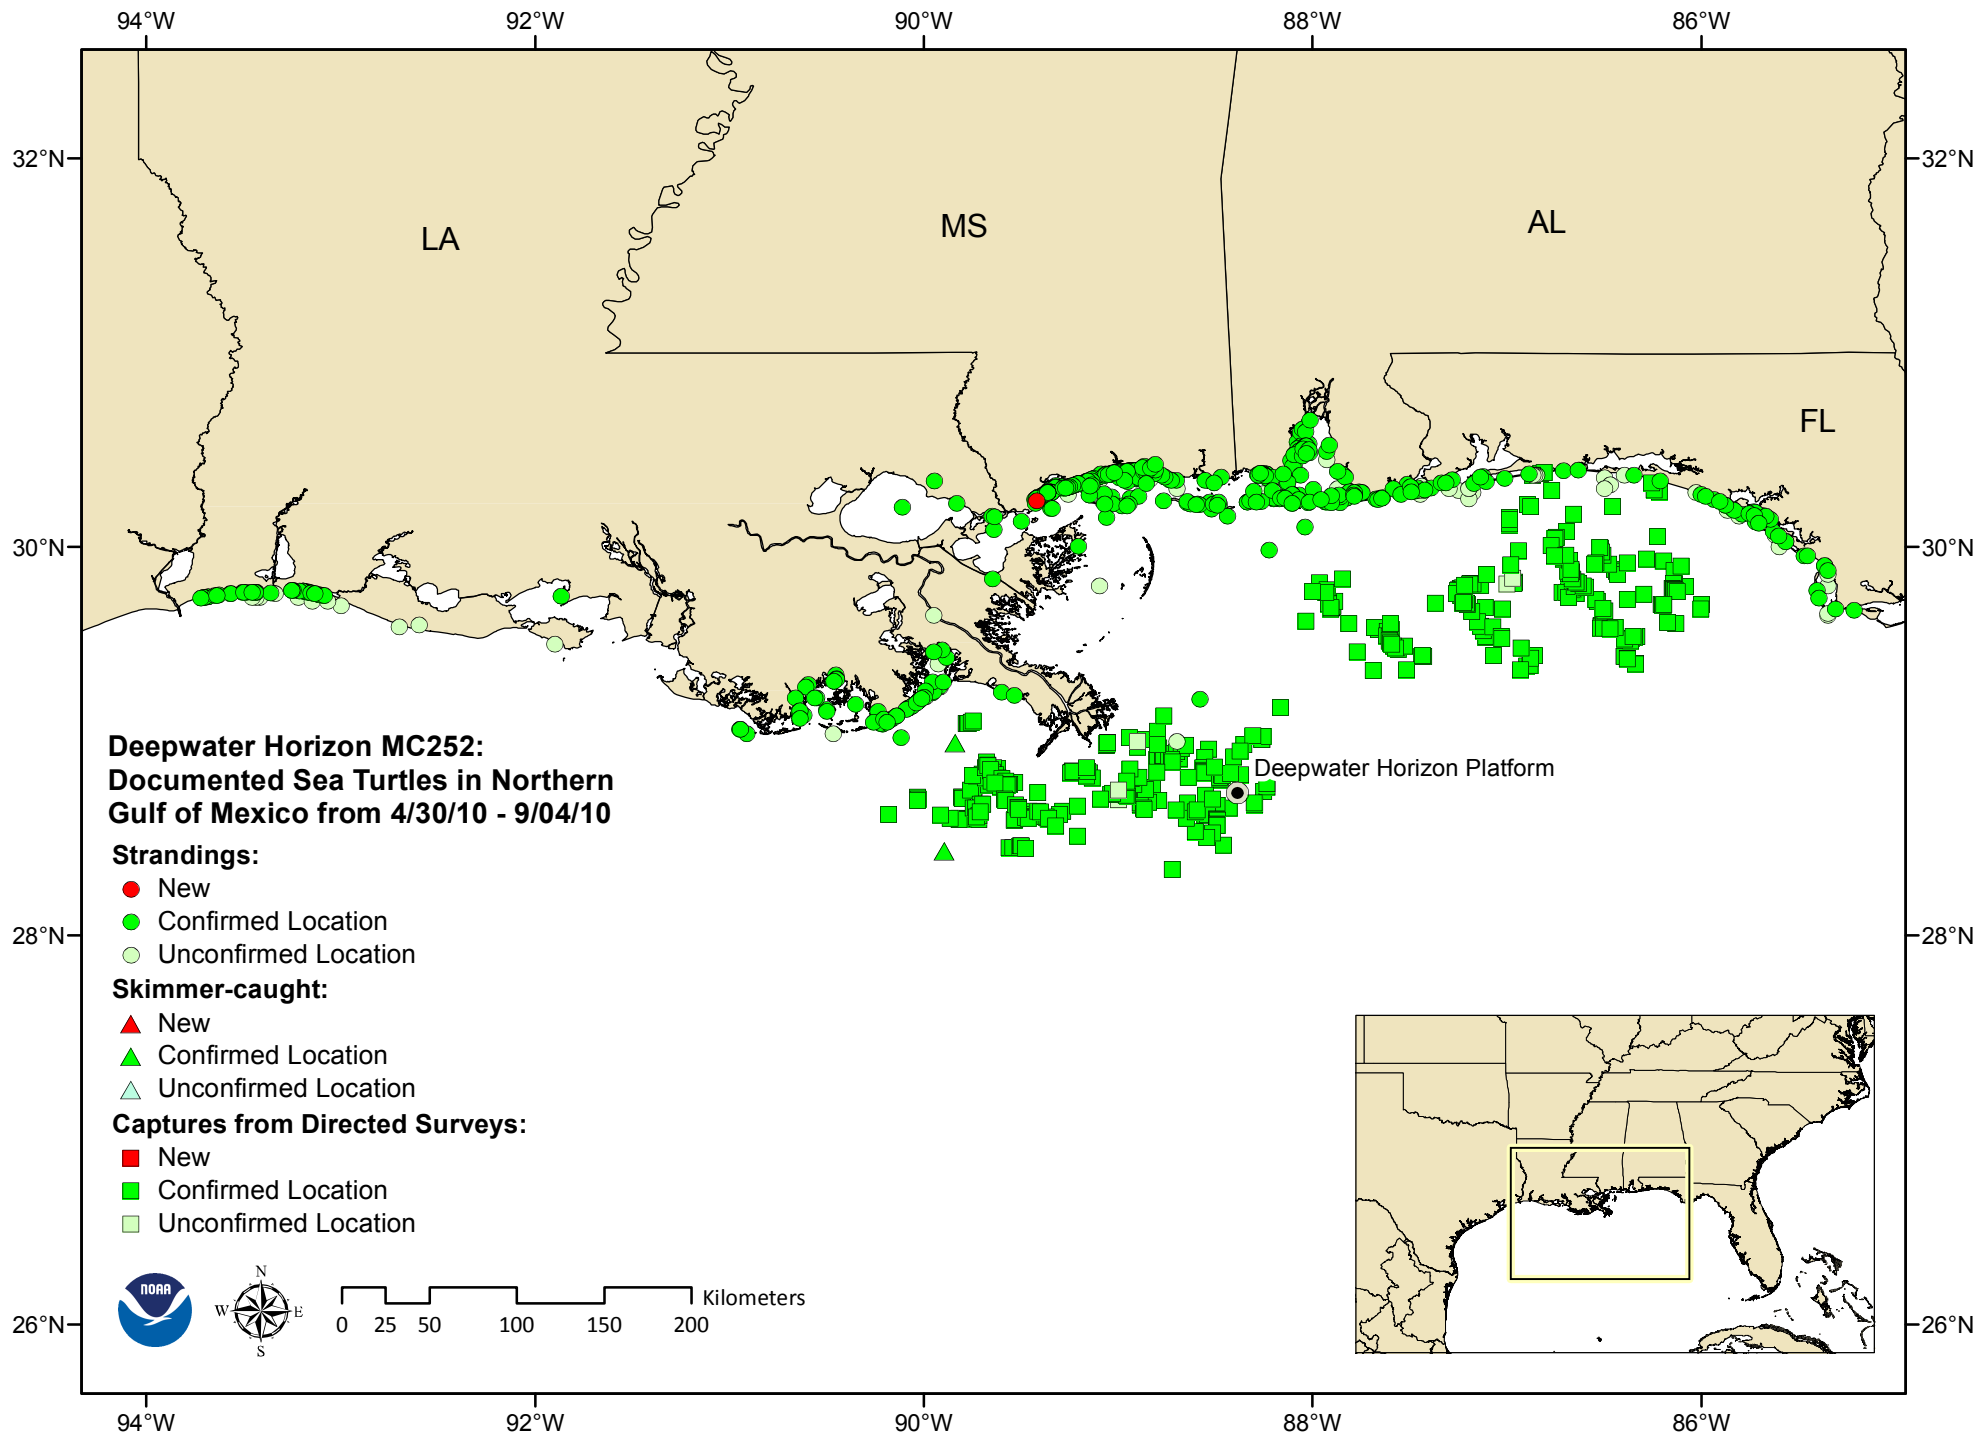 94°W 92°W 90°W 88°W 86°W
32°N 32°N
LA MS AL
FL
30°N 30°N
Deepwater Horizon Platform
Deepwater Horizon MC252:
Documented Sea Turtles in Northern
Gulf of Mexico from 4/30/10 - 9/04/10
Strandings:
New
Confirmed Location
Unconfirmed Location
28°N 28°N
Skimmer-caught:
New
Confirmed Location
Unconfirmed Location
Captures from Directed Surveys:
New
Confirmed Location
Unconfirmed Location
NOAA
N
W E
S
Kilometers
0 25 50 100 150 200
26°N 26°N
94°W 92°W 90°W 88°W 86°W